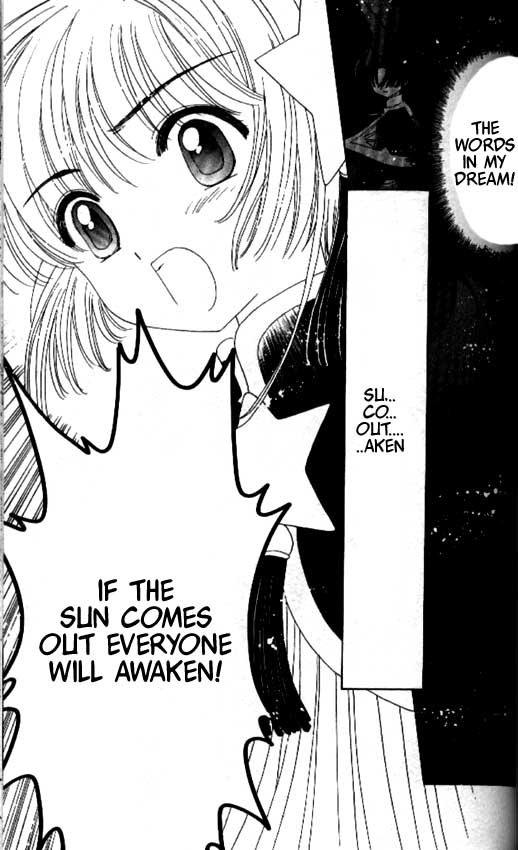 THE
WORDS
IN MY
DREAM!
SU...
CO...
OUT....
..AKEN
IF THE
SUN COMES
OUT EVERYONE
WILL AWAKEN!